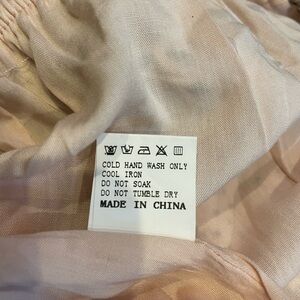 COLD HAND WASH ONLY
COOL IRON
DO NOT SOAK
DO NOT TUMBLE DRY
MADE IN CHINA